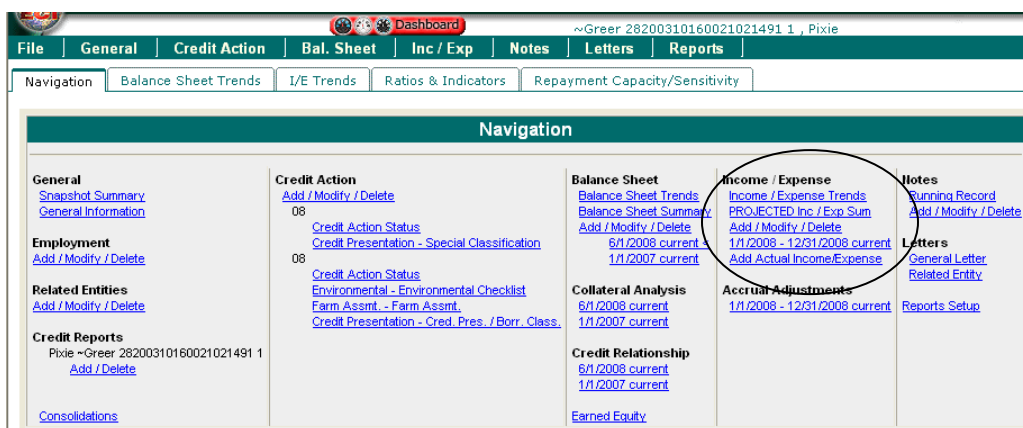 ECI
Dashboard
~Greer 28200310160021021491 1 , Pixie
File General Credit Action Bal. Sheet Inc / Exp Notes Letters Reports
Navigation Balance Sheet Trends I/E Trends Ratios & Indicators Repayment Capacity/Sensitivity
Navigation
General
Snapshot Summary
General Information
Employment
Add / Modify / Delete
Related Entities
Add / Modify / Delete
Credit Reports
Pixie ~Greer 28200310160021021491 1
Add / Delete
Consolidations
Credit Action
Add / Modify / Delete
08
Credit Action Status
Credit Presentation - Special Classification
08
Credit Action Status
Environmental - Environmental Checklist
Farm Assmt. - Farm Assmt.
Credit Presentation - Cred. Pres. / Borr. Class.
Balance Sheet
Balance Sheet Trends
Balance Sheet Summary
Add / Modify / Delete
6/1/2008 current <
1/1/2007 current
Collateral Analysis
6/1/2008 current
1/1/2007 current
Credit Relationship
6/1/2008 current
1/1/2007 current
Earned Equity
Income / Expense
Income / Expense Trends
PROJECTED Inc / Exp Sum
Add / Modify / Delete
1/1/2008 - 12/31/2008 current
Add Actual Income/Expense
Accrual Adjustments
1/1/2008 - 12/31/2008 current
Notes
Running Record
Add / Modify / Delete
Letters
General Letter
Related Entity
Reports Setup